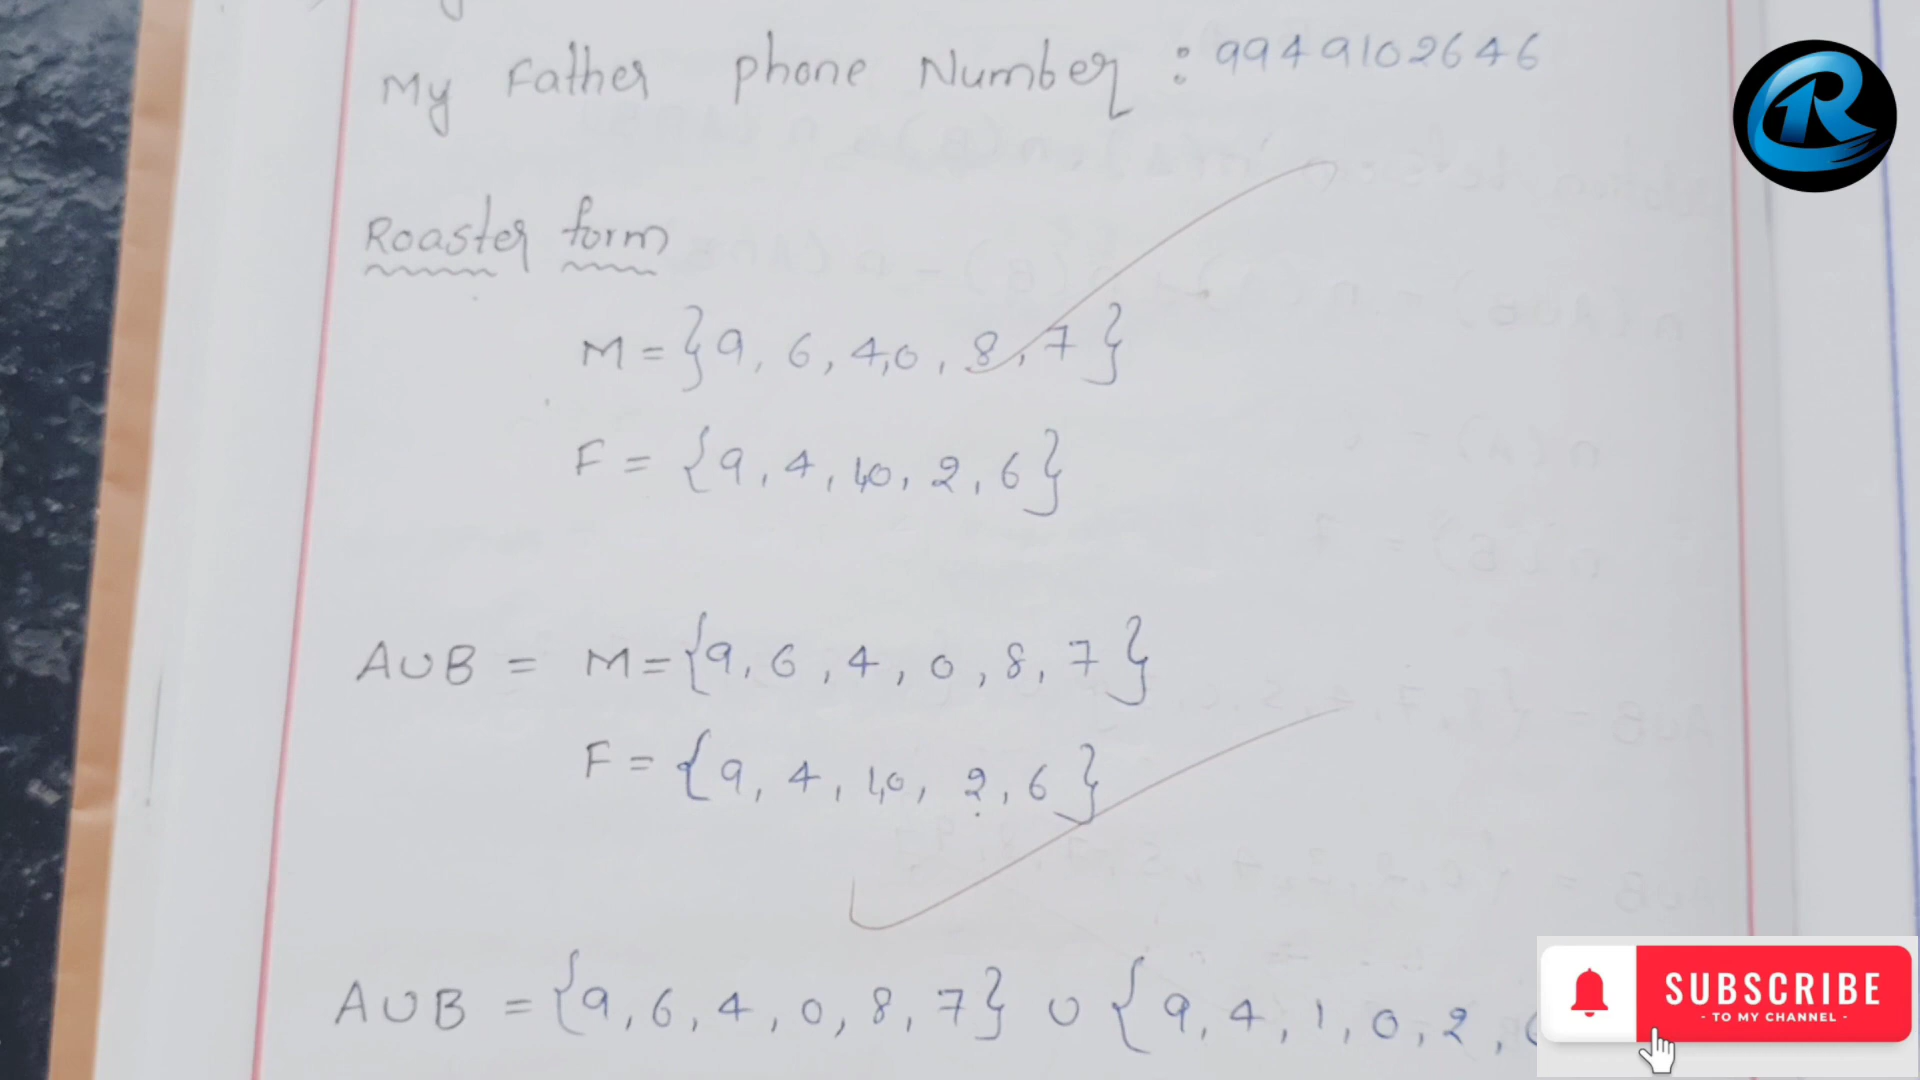 My Father phone Number : 9949102646
Roaster form
M = {9, 6, 4,0, 8, 7}
F = {9, 4, 1,0, 2, 6}
AUB = M = {9, 6, 4, 0, 8, 7}
F = {9, 4, 1,0, 2, 6}
AUB = {9, 6, 4, 0, 8, 7} U {9, 4, 1, 0, 2,
SUBSCRIBE
- TO MY CHANNEL -